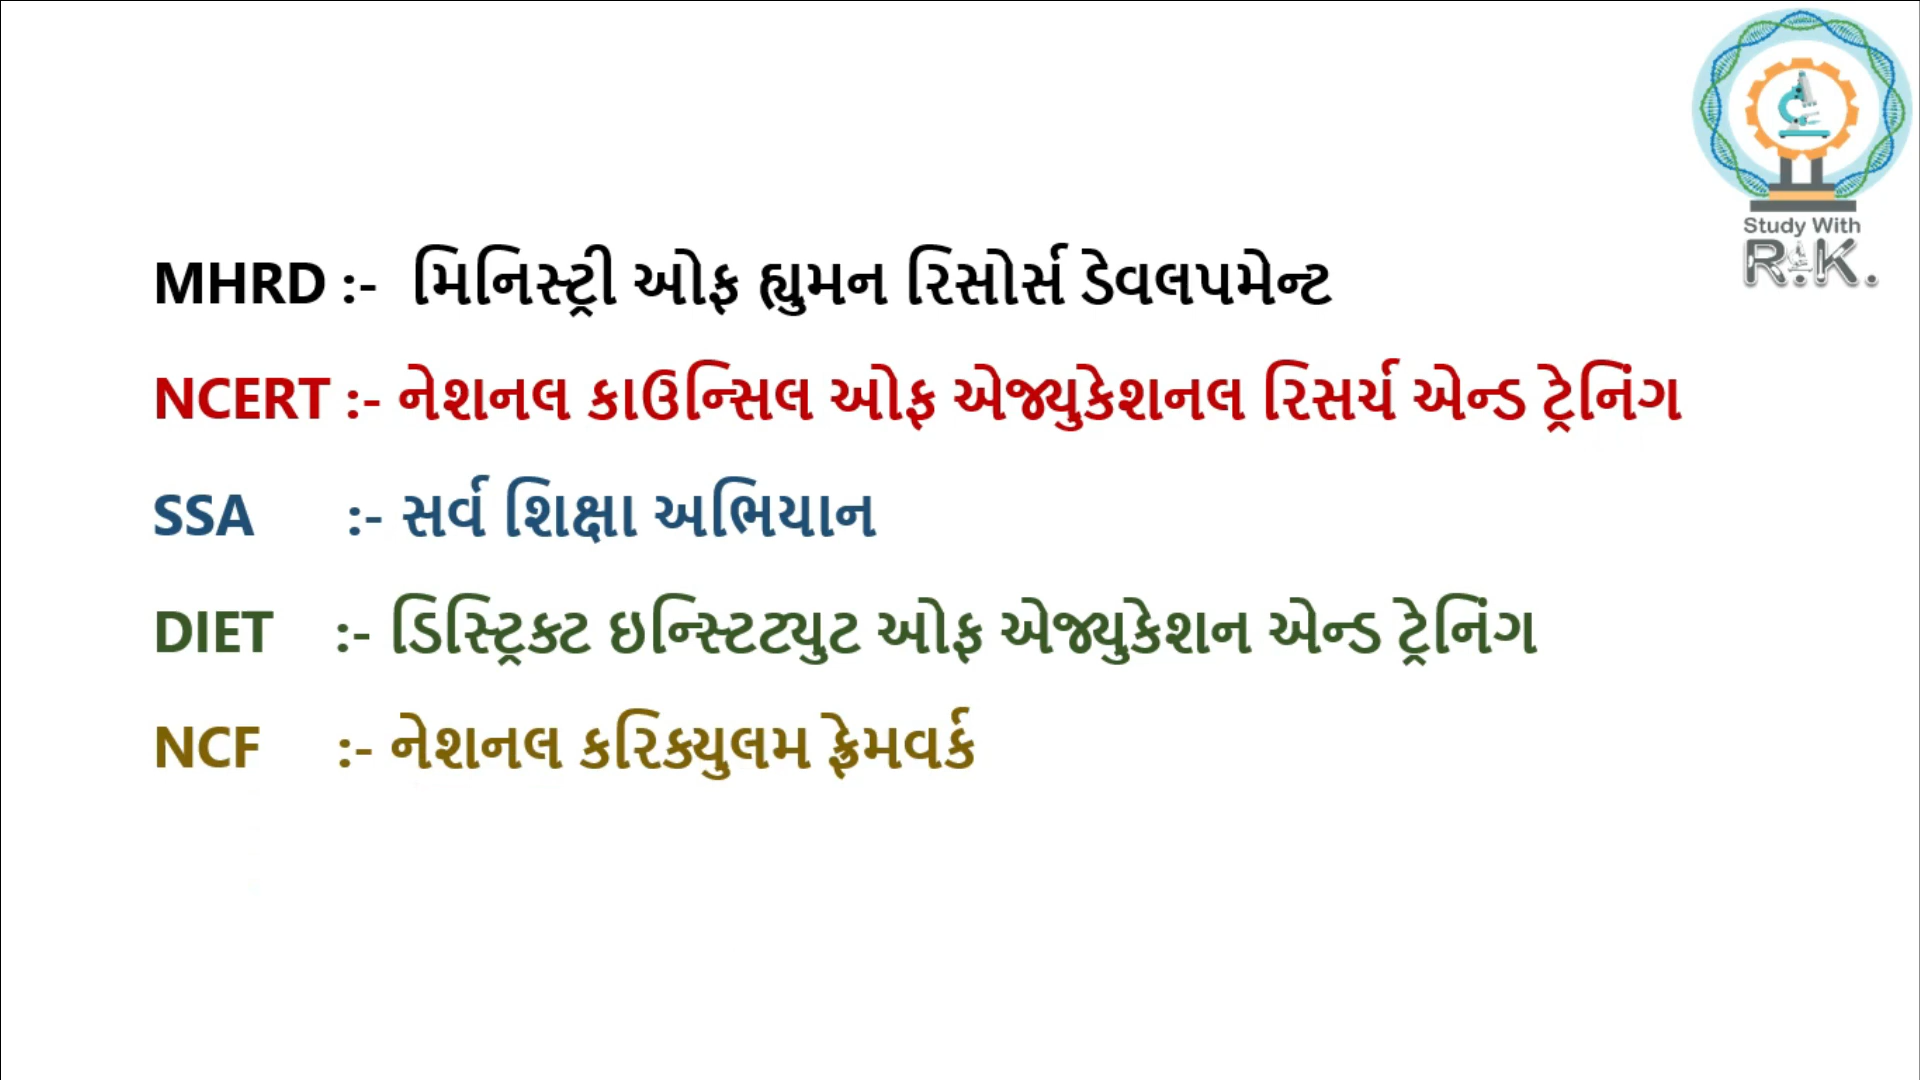 Study With
R.K.
MHRD :- મિનિસ્ટ્રી ઓફ હ્યુમન રિસોર્સ ડેવલપમેન્ટ
NCERT :- નેશનલ કાઉન્સિલ ઓફ એજ્યુકેશનલ રિસર્ચ એન્ડ ટ્રેનિંગ
SSA :- સર્વ શિક્ષા અભિયાન
DIET :- ડિસ્ટ્રિક્ટ ઇન્સ્ટિટ્યુટ ઓફ એજ્યુકેશન એન્ડ ટ્રેનિંગ
NCF :- નેશનલ કરિક્યુલમ ફ્રેમવર્ક